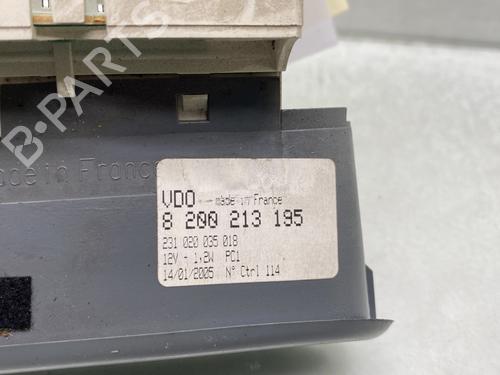 B-PARTS
made in France
VDO -- made in France
8 200 213 195
231 020 035 018
12V - 1,2W PC1
14/01/2005 N° Ctrl 114